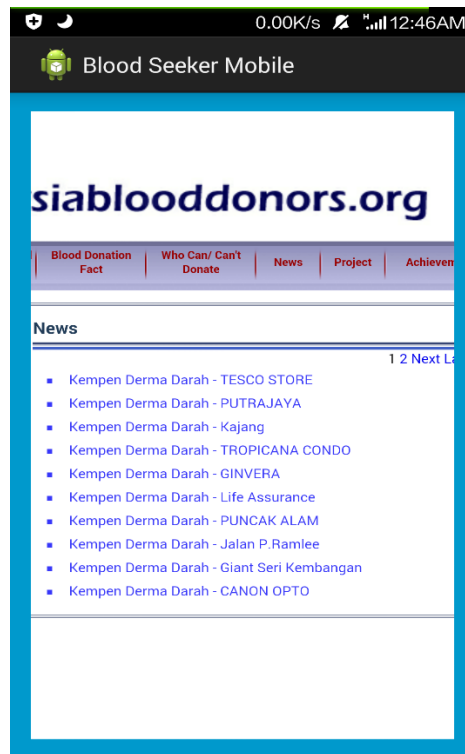 0.00K/s H 12:46AM
Blood Seeker Mobile
siablooddonors.org
Blood Donation Fact
Who Can/ Can't Donate
News
Project
Achievem
News
1 2 Next La
Kempen Derma Darah - TESCO STORE
Kempen Derma Darah - PUTRAJAYA
Kempen Derma Darah - Kajang
Kempen Derma Darah - TROPICANA CONDO
Kempen Derma Darah - GINVERA
Kempen Derma Darah - Life Assurance
Kempen Derma Darah - PUNCAK ALAM
Kempen Derma Darah - Jalan P.Ramlee
Kempen Derma Darah - Giant Seri Kembangan
Kempen Derma Darah - CANON OPTO